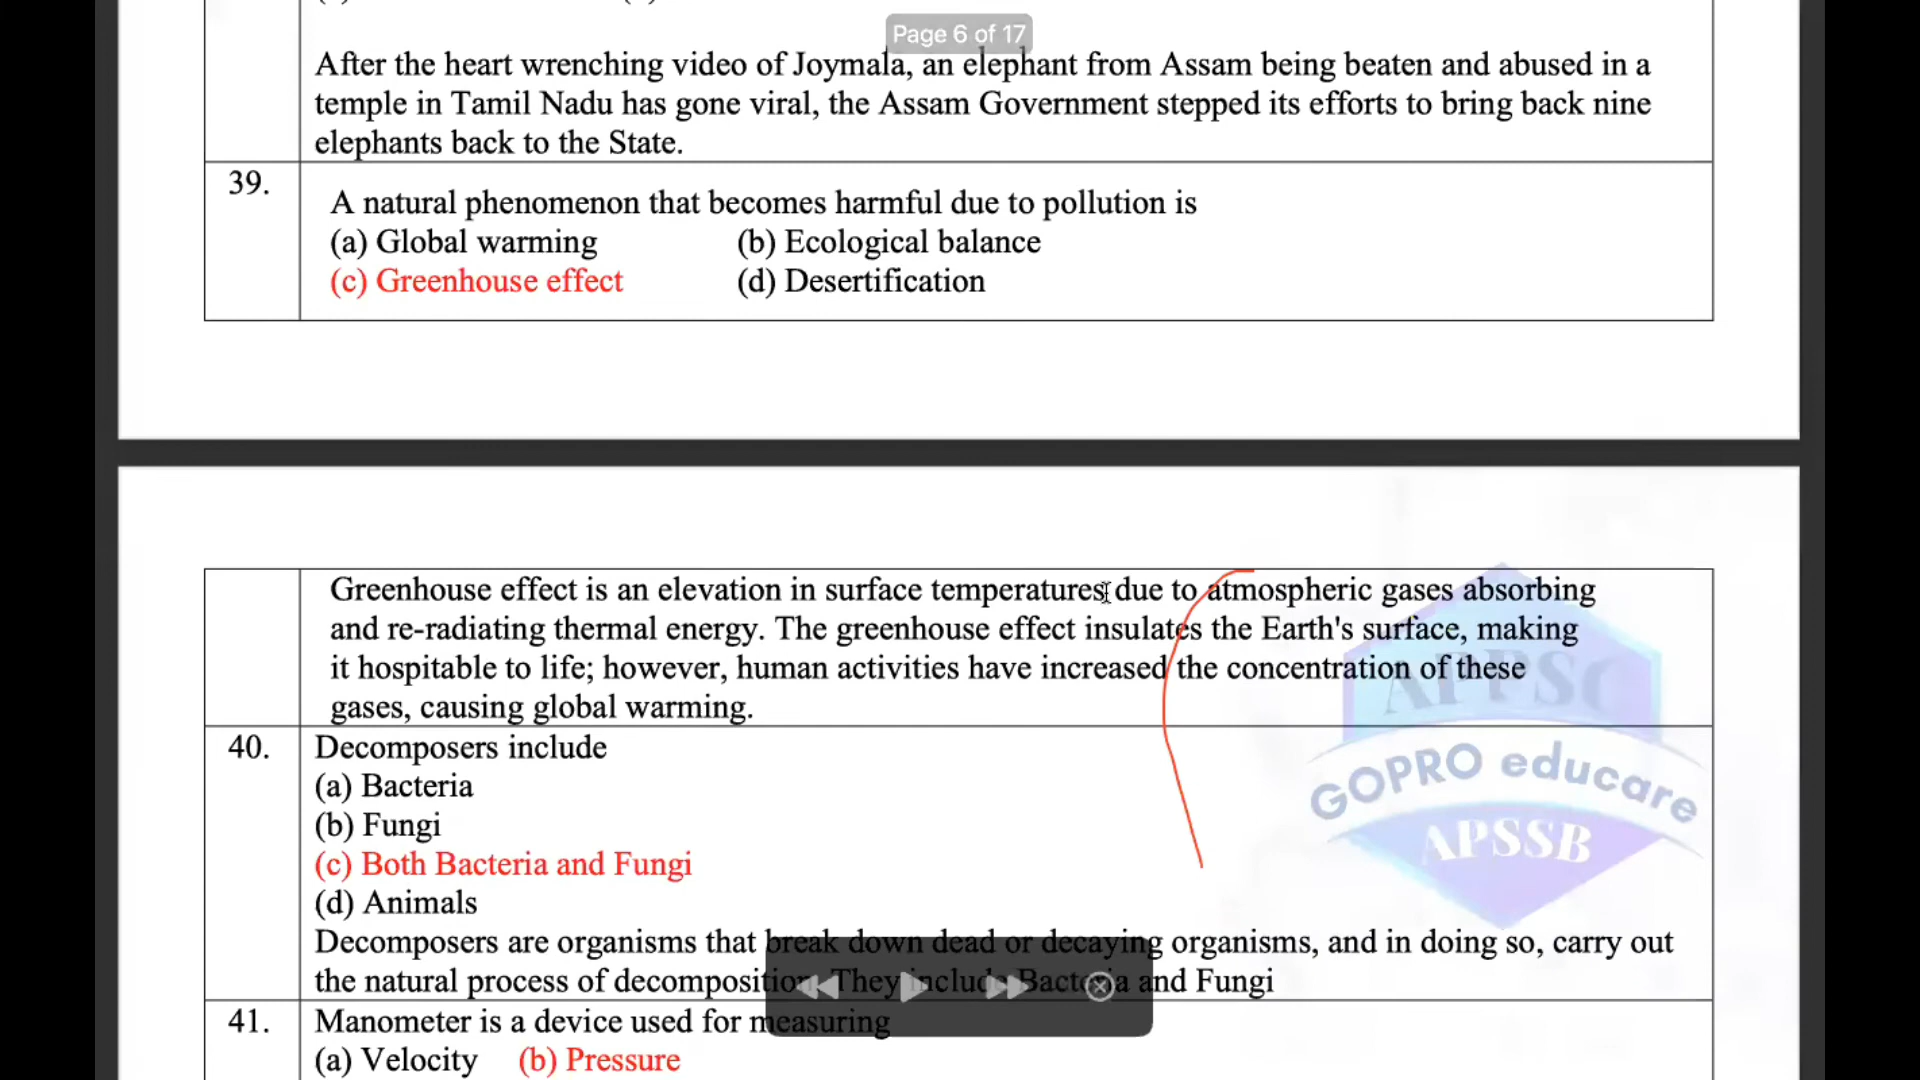 Page 6 of 17
After the heart wrenching video of Joymala, an elephant from Assam being beaten and abused in a
temple in Tamil Nadu has gone viral, the Assam Government stepped its efforts to bring back nine
elephants back to the State.
39.
A natural phenomenon that becomes harmful due to pollution is
(a) Global warming (b) Ecological balance
(c) Greenhouse effect (d) Desertification
Greenhouse effect is an elevation in surface temperatures due to atmospheric gases absorbing
and re-radiating thermal energy. The greenhouse effect insulates the Earth's surface, making
it hospitable to life; however, human activities have increased the concentration of these
gases, causing global warming.
APPSC
GOPRO educare
APSSB
40. Decomposers include
(a) Bacteria
(b) Fungi
(c) Both Bacteria and Fungi
(d) Animals
Decomposers are organisms that break down dead or decaying organisms, and in doing so, carry out
the natural process of decomposition. They include Bacteria and Fungi
41. Manometer is a device used for measuring
(a) Velocity (b) Pressure